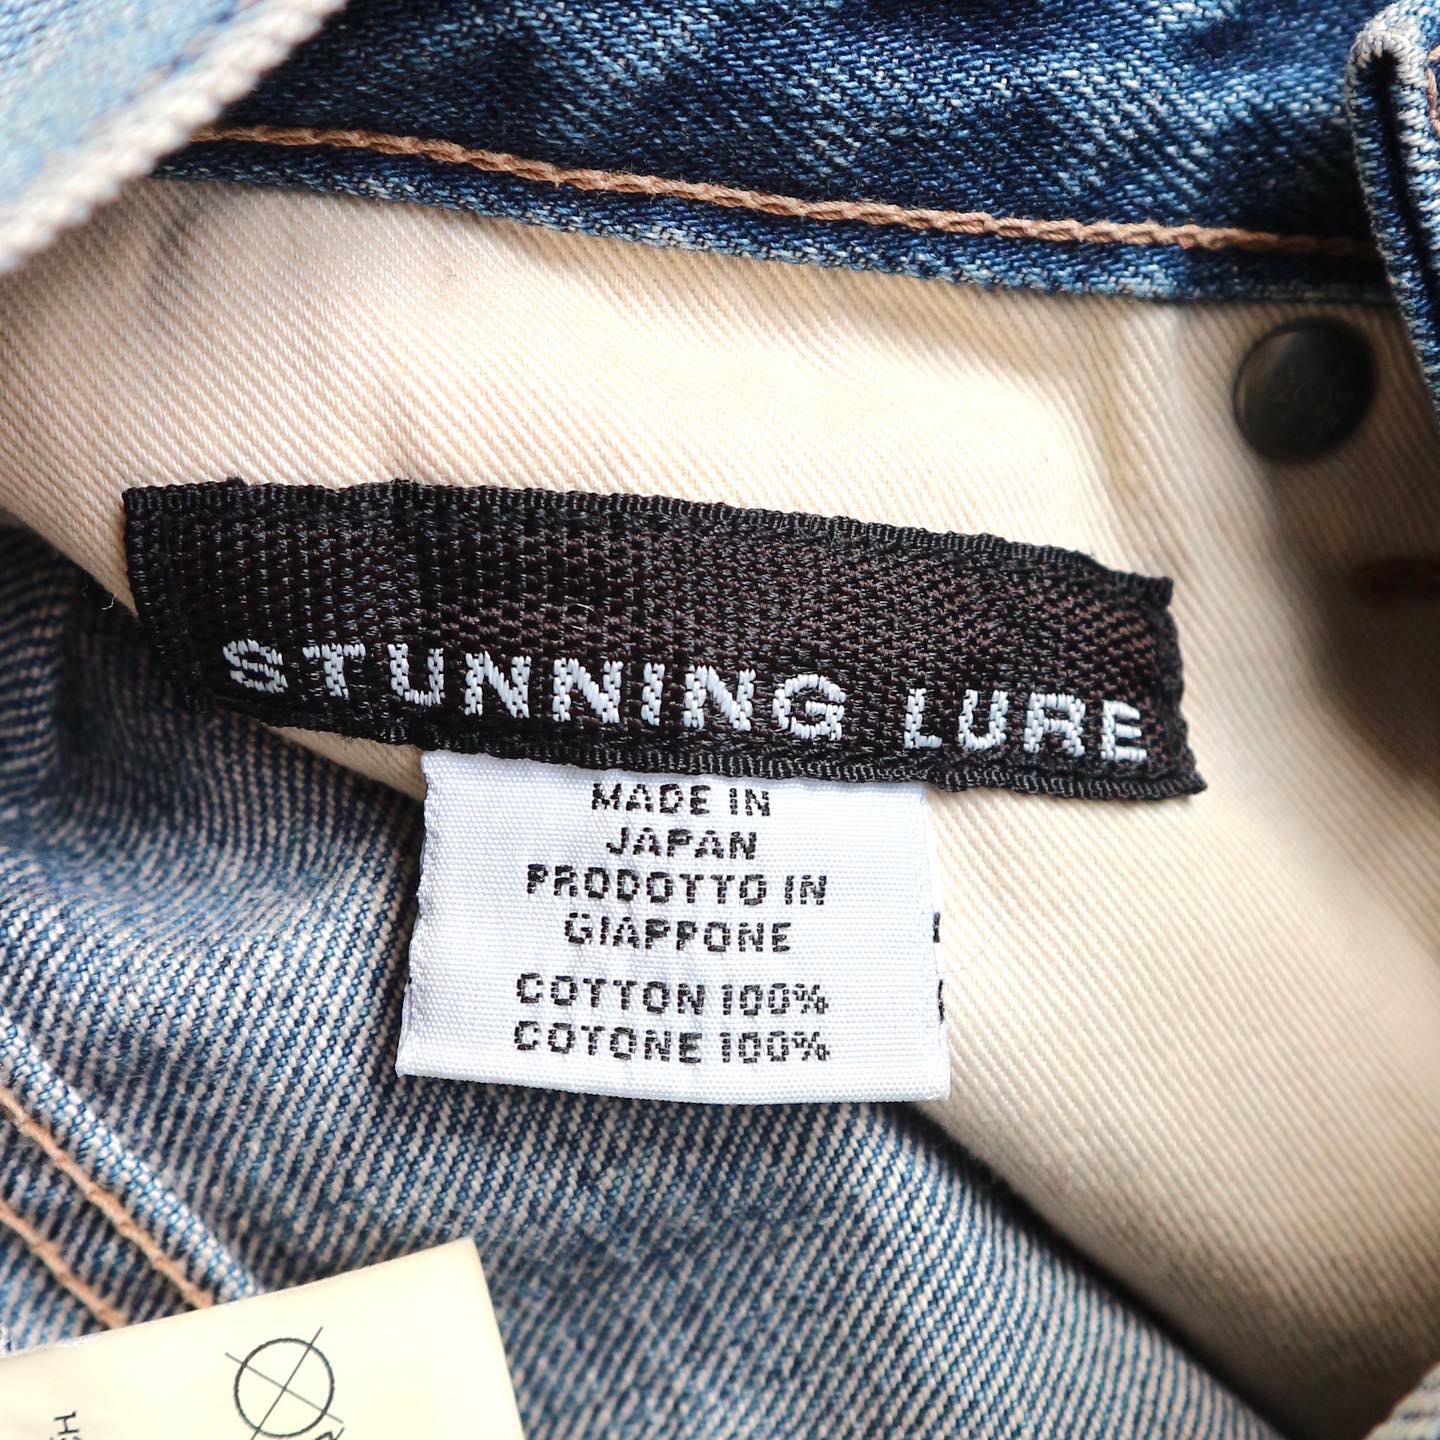 STUNNING LURE
MADE IN
JAPAN
PRODOTTO IN
GIAPPONE
COTTON 100%
COTONE 100%